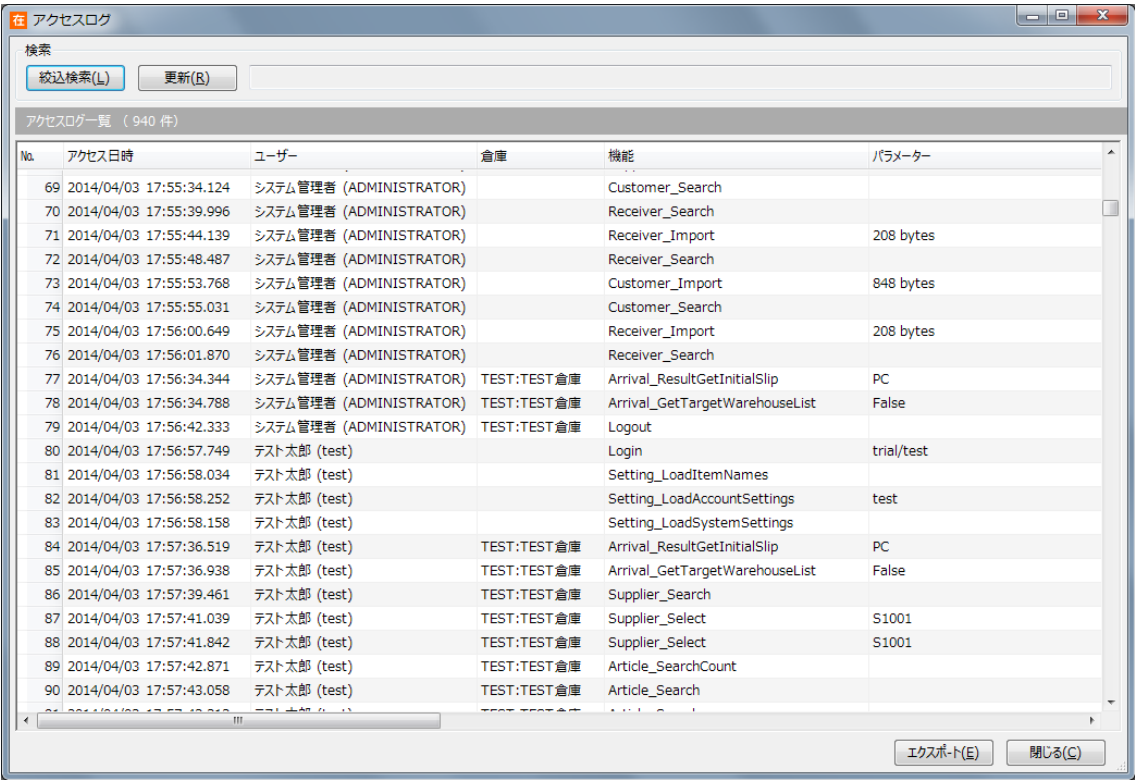 在 アクセスログ
検索
絞込検索(L) 更新(R)
アクセスログ一覧 （ 940 件）
No. アクセス日時 ユーザー 倉庫 機能 パラメーター
69 2014/04/03 17:55:34.124 システム管理者 (ADMINISTRATOR) Customer_Search
70 2014/04/03 17:55:39.996 システム管理者 (ADMINISTRATOR) Receiver_Search
71 2014/04/03 17:55:44.139 システム管理者 (ADMINISTRATOR) Receiver_Import 208 bytes
72 2014/04/03 17:55:48.487 システム管理者 (ADMINISTRATOR) Receiver_Search
73 2014/04/03 17:55:53.768 システム管理者 (ADMINISTRATOR) Customer_Import 848 bytes
74 2014/04/03 17:55:55.031 システム管理者 (ADMINISTRATOR) Customer_Search
75 2014/04/03 17:56:00.649 システム管理者 (ADMINISTRATOR) Receiver_Import 208 bytes
76 2014/04/03 17:56:01.870 システム管理者 (ADMINISTRATOR) Receiver_Search
77 2014/04/03 17:56:34.344 システム管理者 (ADMINISTRATOR) TEST:TEST倉庫 Arrival_ResultGetInitialSlip PC
78 2014/04/03 17:56:34.788 システム管理者 (ADMINISTRATOR) TEST:TEST倉庫 Arrival_GetTargetWarehouseList False
79 2014/04/03 17:56:42.333 システム管理者 (ADMINISTRATOR) TEST:TEST倉庫 Logout
80 2014/04/03 17:56:57.749 テスト太郎 (test) Login trial/test
81 2014/04/03 17:56:58.034 テスト太郎 (test) Setting_LoadItemNames
82 2014/04/03 17:56:58.252 テスト太郎 (test) Setting_LoadAccountSettings test
83 2014/04/03 17:56:58.158 テスト太郎 (test) Setting_LoadSystemSettings
84 2014/04/03 17:57:36.519 テスト太郎 (test) TEST:TEST倉庫 Arrival_ResultGetInitialSlip PC
85 2014/04/03 17:57:36.938 テスト太郎 (test) TEST:TEST倉庫 Arrival_GetTargetWarehouseList False
86 2014/04/03 17:57:39.461 テスト太郎 (test) TEST:TEST倉庫 Supplier_Search
87 2014/04/03 17:57:41.039 テスト太郎 (test) TEST:TEST倉庫 Supplier_Select S1001
88 2014/04/03 17:57:41.842 テスト太郎 (test) TEST:TEST倉庫 Supplier_Select S1001
89 2014/04/03 17:57:42.871 テスト太郎 (test) TEST:TEST倉庫 Article_SearchCount
90 2014/04/03 17:57:43.058 テスト太郎 (test) TEST:TEST倉庫 Article_Search
エクスポート(E) 閉じる(C)